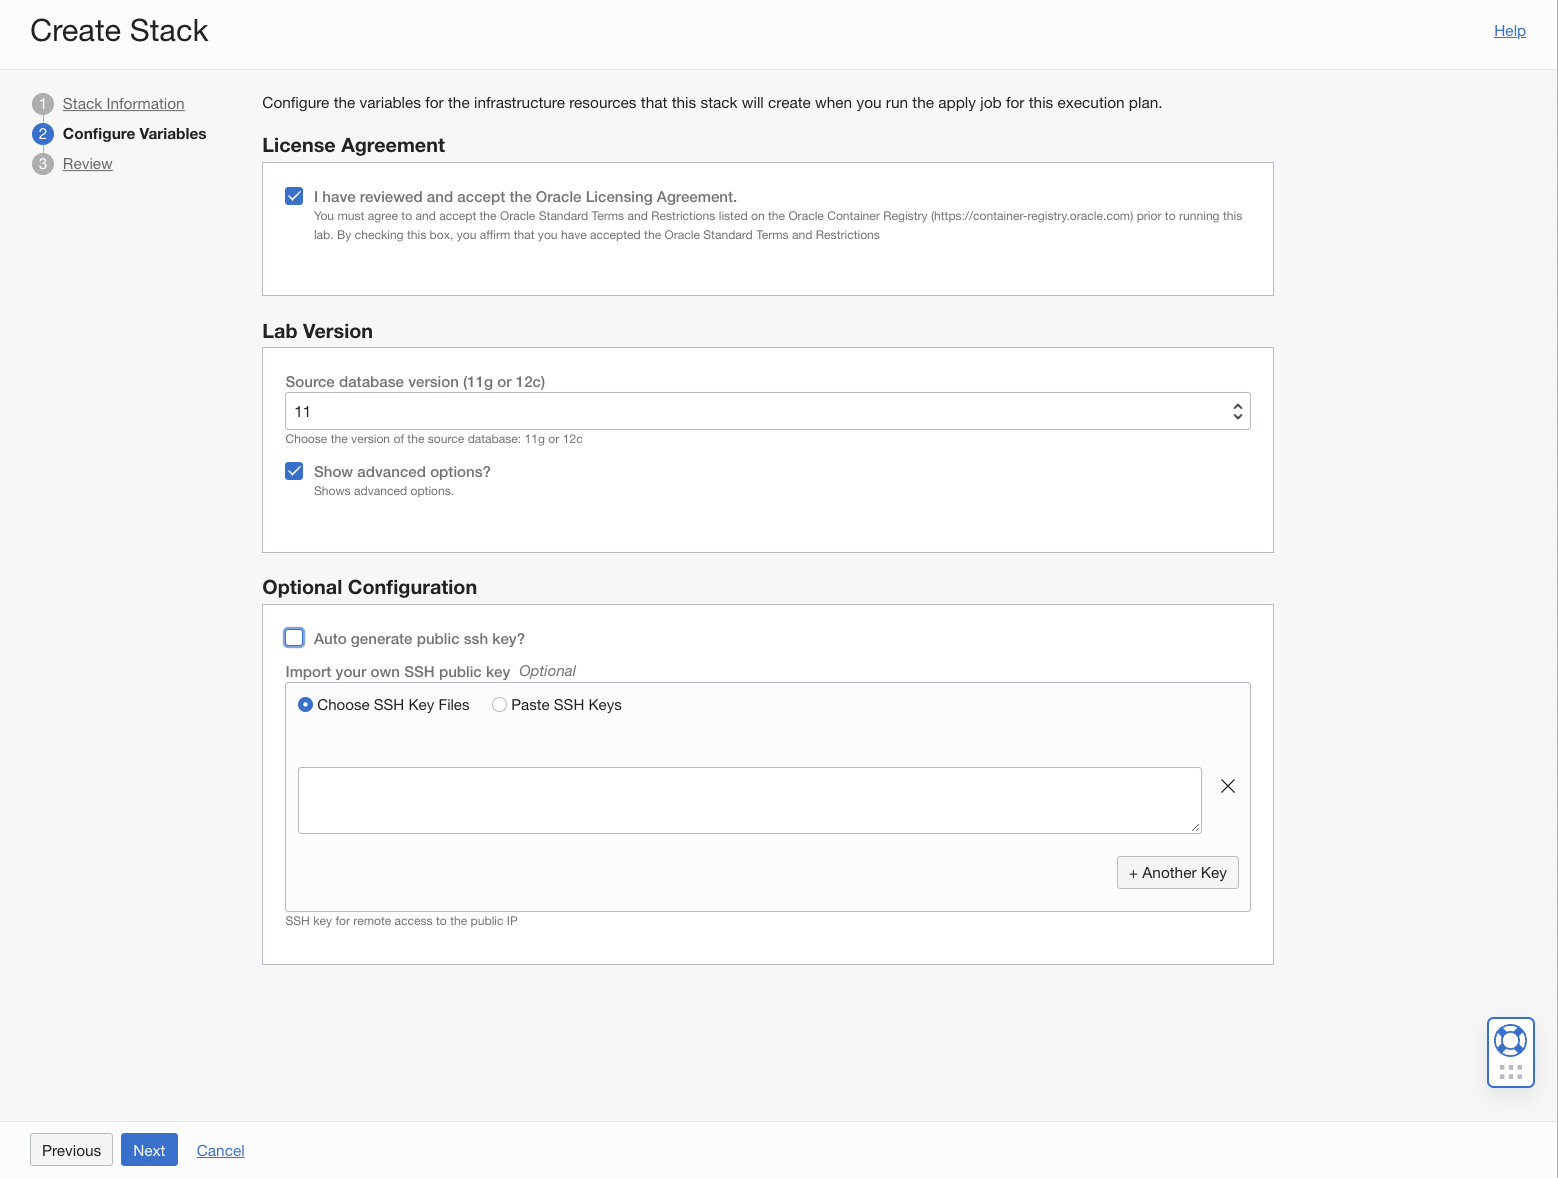 Create Stack
Help
1 Stack Information
2 Configure Variables
3 Review
Configure the variables for the infrastructure resources that this stack will create when you run the apply job for this execution plan.
License Agreement
I have reviewed and accept the Oracle Licensing Agreement.
You must agree to and accept the Oracle Standard Terms and Restrictions listed on the Oracle Container Registry (https://container-registry.oracle.com) prior to running this
lab. By checking this box, you affirm that you have accepted the Oracle Standard Terms and Restrictions
Lab Version
Source database version (11g or 12c)
11
Choose the version of the source database: 11g or 12c
Show advanced options?
Shows advanced options.
Optional Configuration
Auto generate public ssh key?
Import your own SSH public key Optional
Choose SSH Key Files Paste SSH Keys
+ Another Key
SSH key for remote access to the public IP
Previous Next Cancel